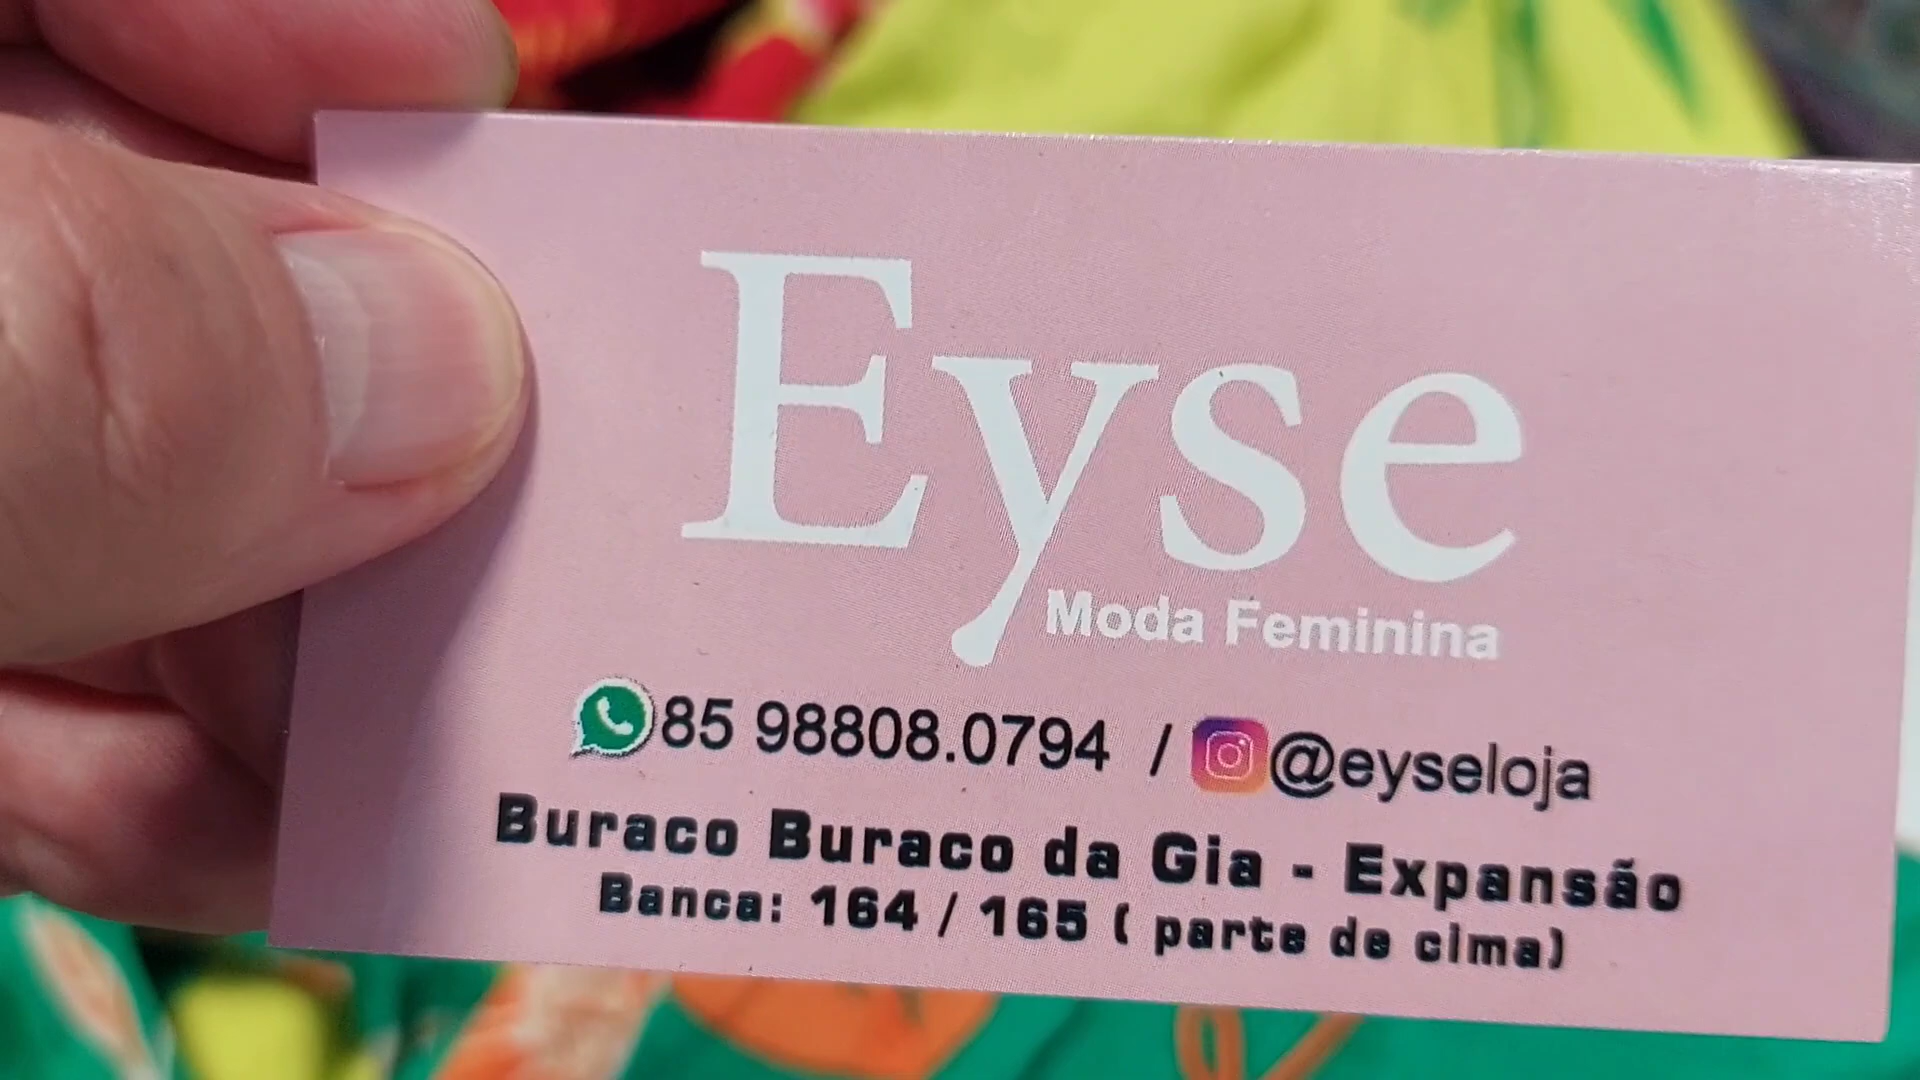 Eyse
Moda Feminina
85 98808.0794 / @eyseloja
Buraco Buraco da Gia - Expansão
Banca: 164 / 165 ( parte de cima)